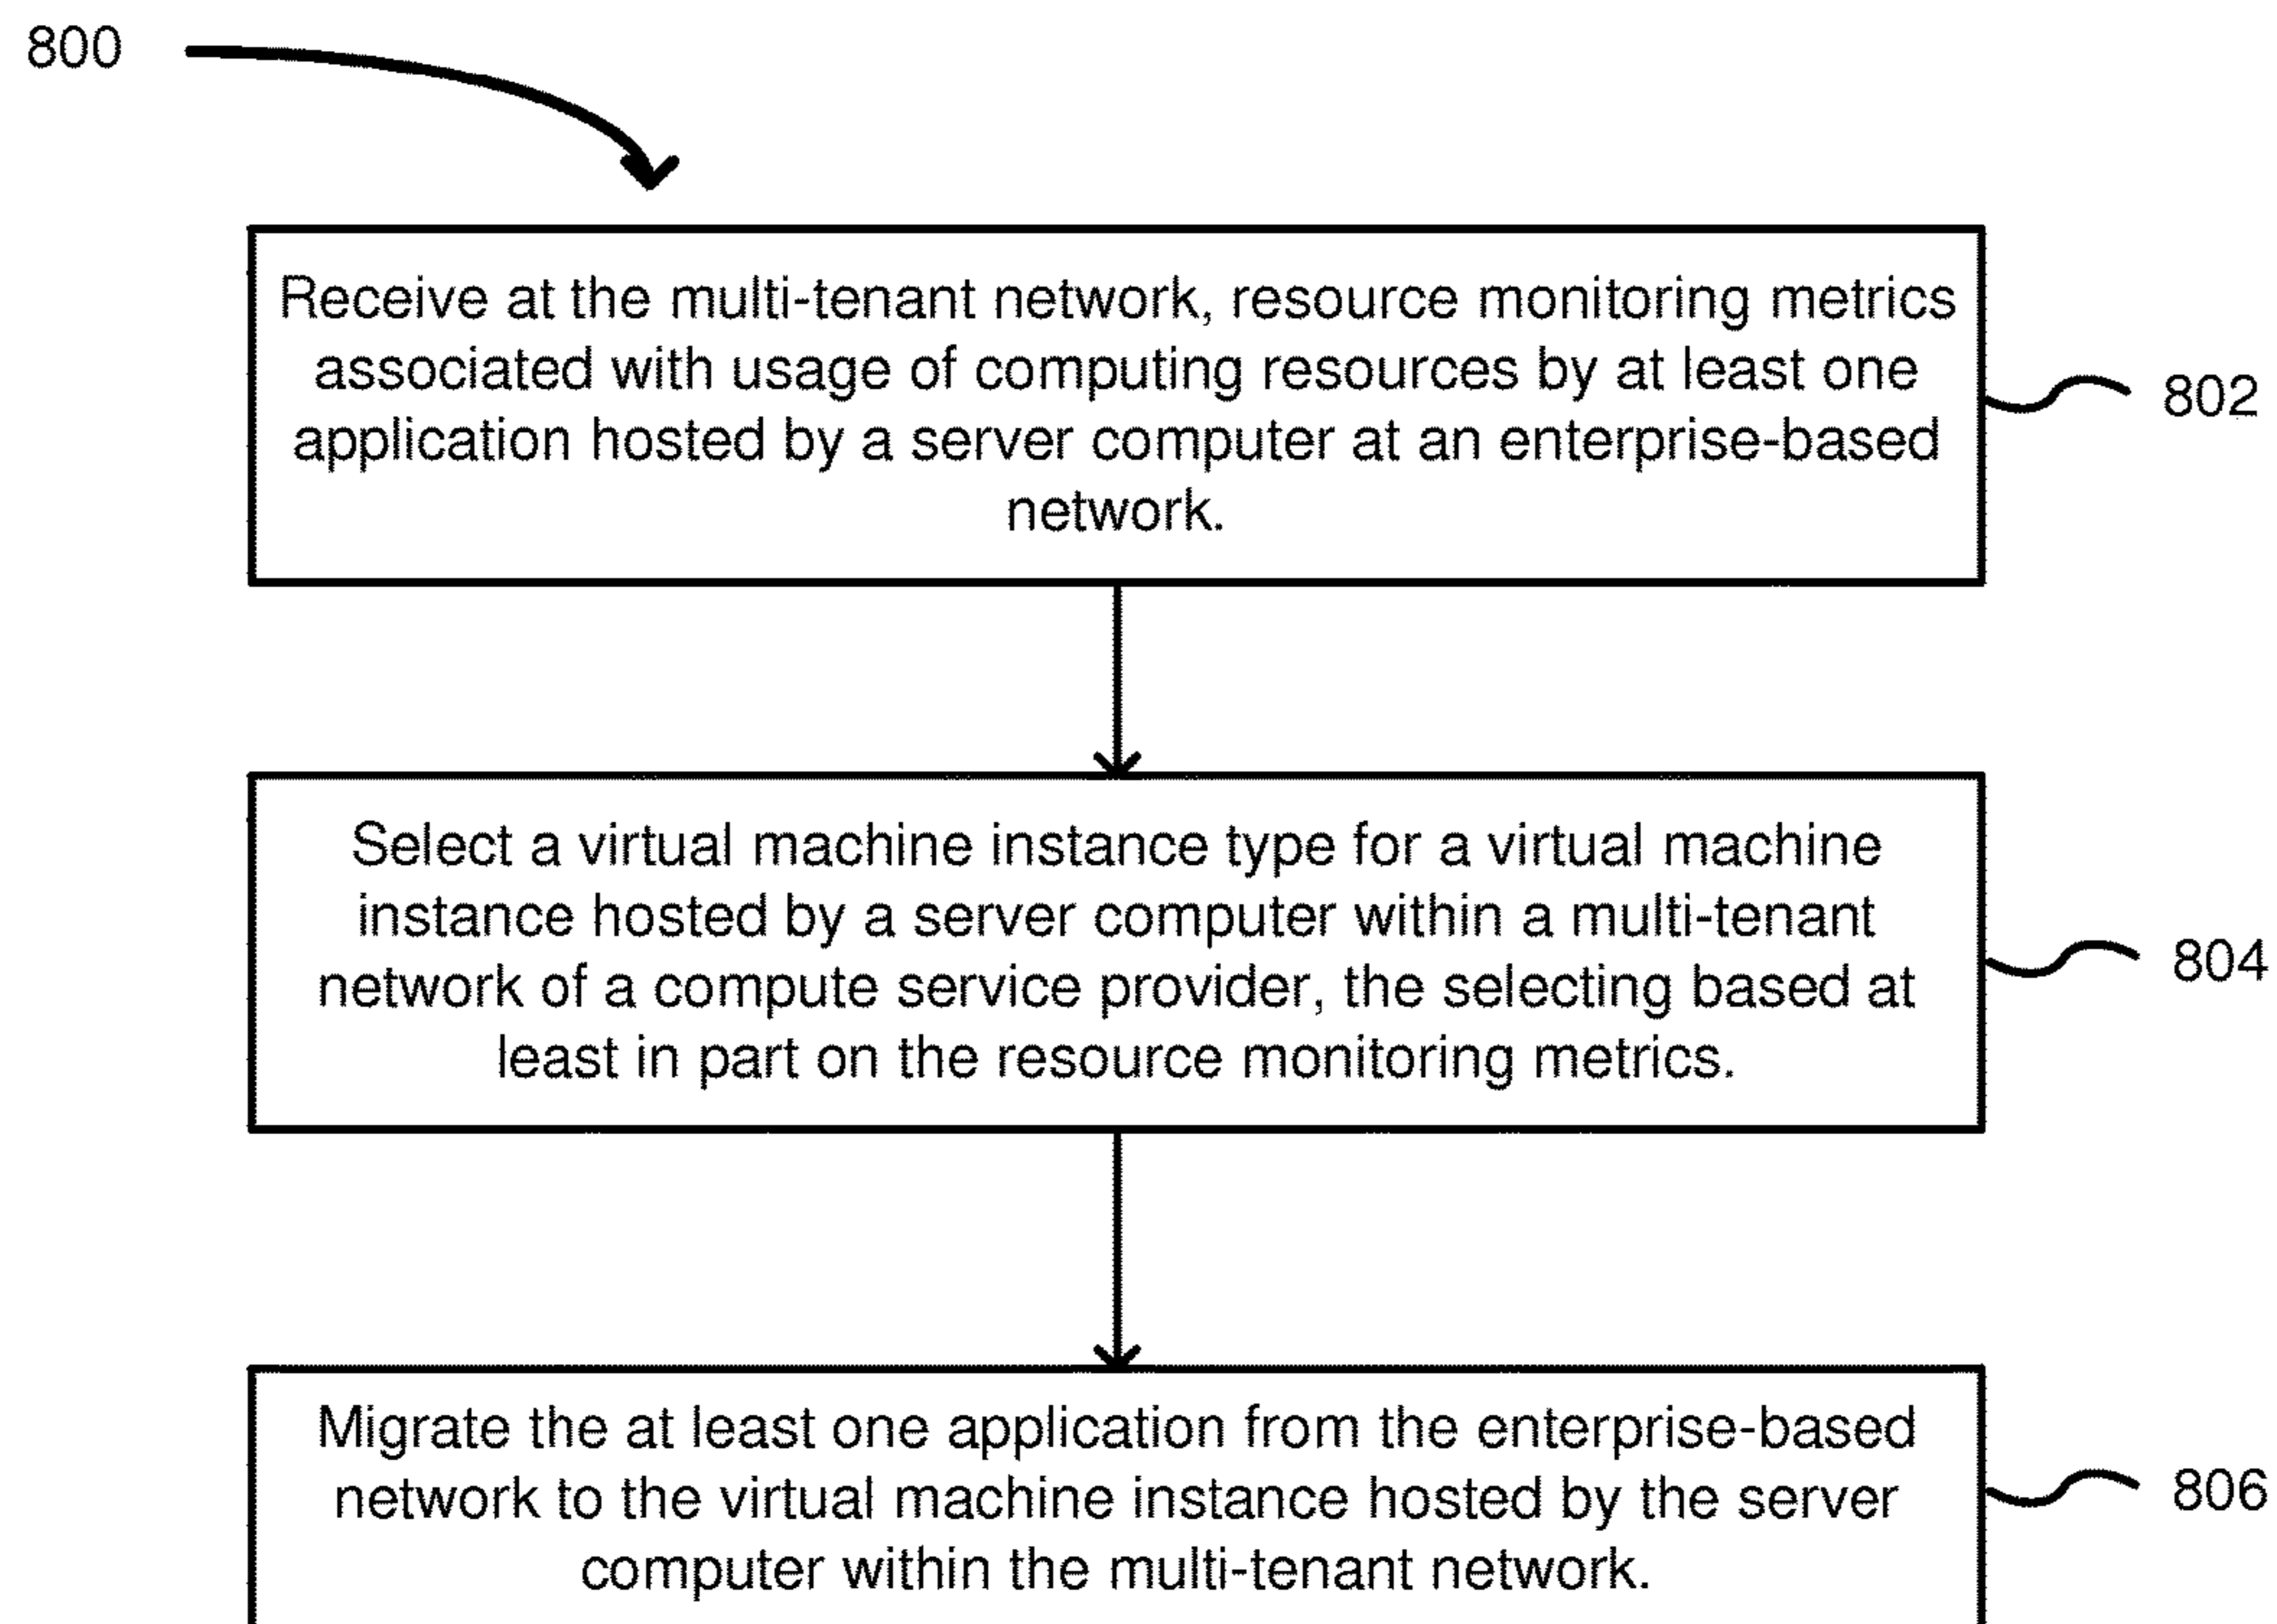 800
Receive at the multi-tenant network, resource monitoring metrics
associated with usage of computing resources by at least one
application hosted by a server computer at an enterprise-based
network.
802
Select a virtual machine instance type for a virtual machine
instance hosted by a server computer within a multi-tenant
network of a compute service provider, the selecting based at
least in part on the resource monitoring metrics.
804
Migrate the at least one application from the enterprise-based
network to the virtual machine instance hosted by the server
computer within the multi-tenant network.
806